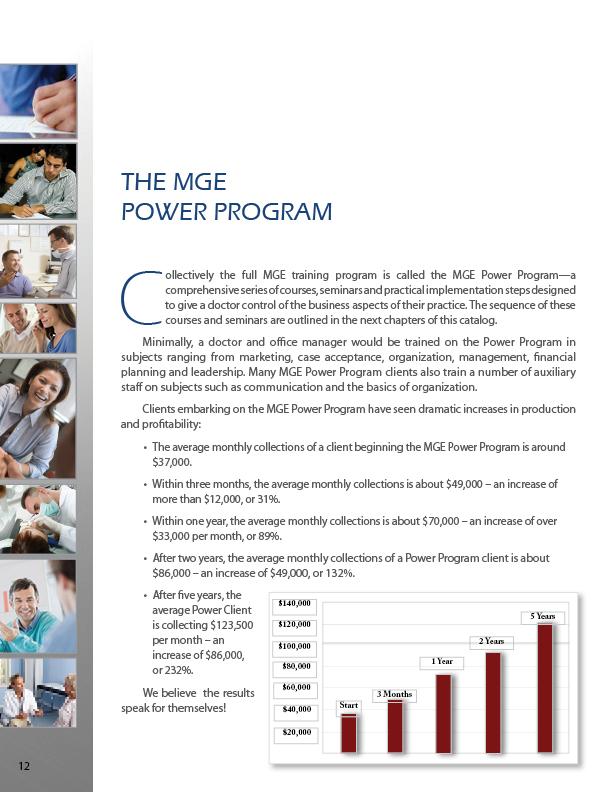 THE MGE
POWER PROGRAM
Collectively the full MGE training program is called the MGE Power Program—a
comprehensive series of courses, seminars and practical implementation steps designed
to give a doctor control of the business aspects of their practice. The sequence of these
courses and seminars are outlined in the next chapters of this catalog.
Minimally, a doctor and office manager would be trained on the Power Program in
subjects ranging from marketing, case acceptance, organization, management, financial
planning and leadership. Many MGE Power Program clients also train a number of auxiliary
staff on subjects such as communication and the basics of organization.
Clients embarking on the MGE Power Program have seen dramatic increases in production
and profitability:
• The average monthly collections of a client beginning the MGE Power Program is around
$37,000.
• Within three months, the average monthly collections is about $49,000 – an increase of
more than $12,000, or 31%.
• Within one year, the average monthly collections is about $70,000 – an increase of over
$33,000 per month, or 89%.
• After two years, the average monthly collections of a Power Program client is about
$86,000 – an increase of $49,000, or 132%.
• After five years, the
average Power Client
is collecting $123,500
per month – an
increase of $86,000,
or 232%.
We believe the results
speak for themselves!
$140,000
$120,000
$100,000
$80,000
$60,000
$40,000
$20,000
Start
3 Months
1 Year
2 Years
5 Years
12